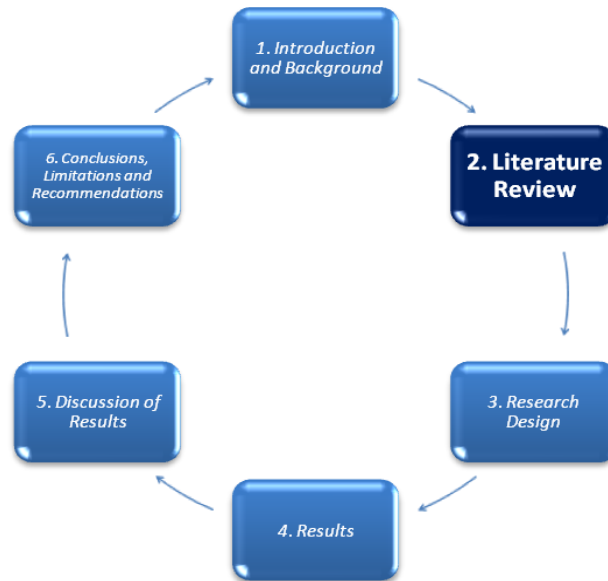 1. Introduction
and Background
2. Literature
Review
3. Research
Design
4. Results
5. Discussion of
Results
6. Conclusions,
Limitations and
Recommendations